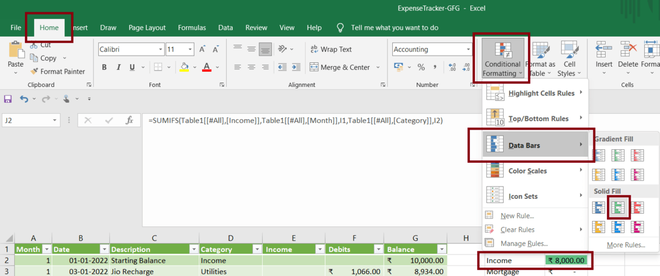 ExpenseTracker-GFG - Excel
File Home Insert Draw Page Layout Formulas Data Review View Help Tell me what you want to do
Paste
Cut
Copy
Format Painter
Clipboard
Calibri 11
B I U
Font
Wrap Text
Merge & Center
Alignment
Accounting
Number
Conditional Formatting
Format as Table
Cell Styles
Insert Delete Format
Cells
Highlight Cells Rules
Top/Bottom Rules
Data Bars
Color Scales
Icon Sets
New Rule...
Clear Rules
Manage Rules...
Gradient Fill
Solid Fill
More Rules...
J2
=SUMIFS(Table1[[#All],[Income]],Table1[[#All],[Month]],J1,Table1[[#All],[Category]],I2)
A B C D E F G H
1 Month Date Description Category Income Debits Balance
2 1 01-01-2022 Starting Balance Income ₹ 10,000.00 Income ₹ 8,000.00
3 1 03-01-2022 Jio Recharge Utilities ₹ 1,066.00 ₹ 8,934.00 Mortgage ₹ -